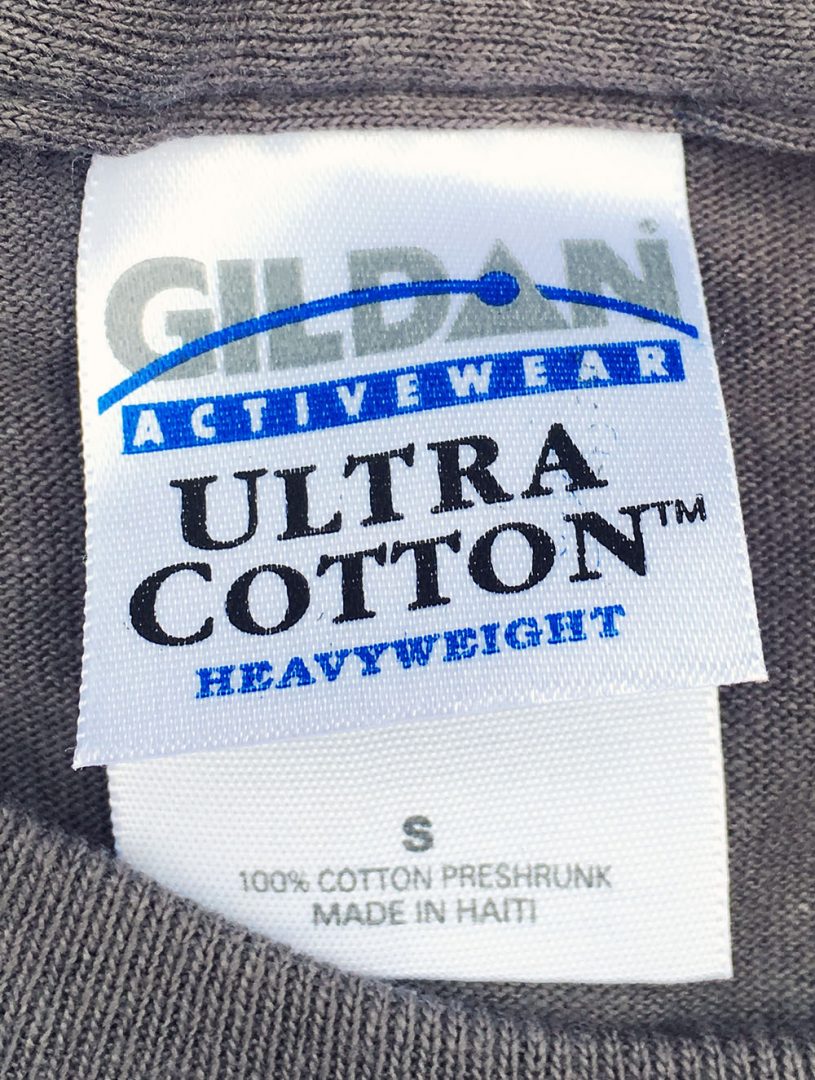 GILDAN®
ACTIVEWEAR
ULTRA
COTTON™
HEAVYWEIGHT
S
100% COTTON PRESHRUNK
MADE IN HAITI